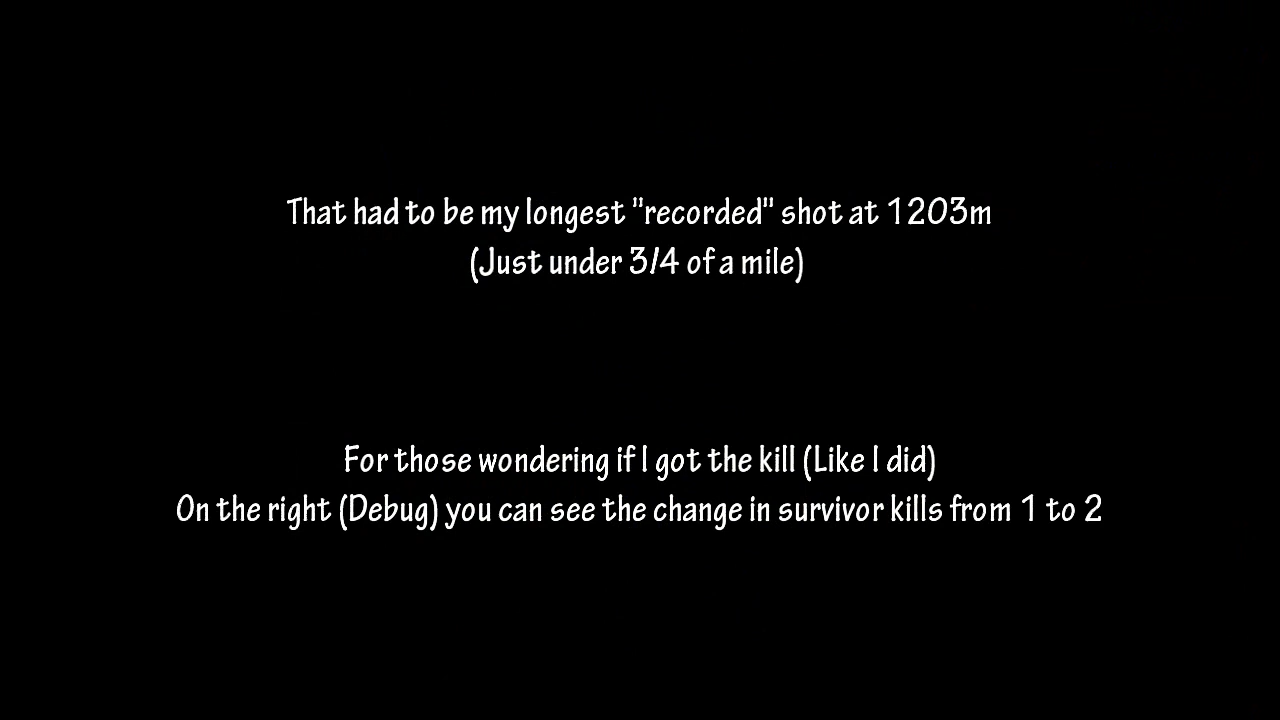 That had to be my longest "recorded" shot at 1203m
(Just under 3/4 of a mile)
For those wondering if I got the kill (Like I did)
On the right (Debug) you can see the change in survivor kills from 1 to 2